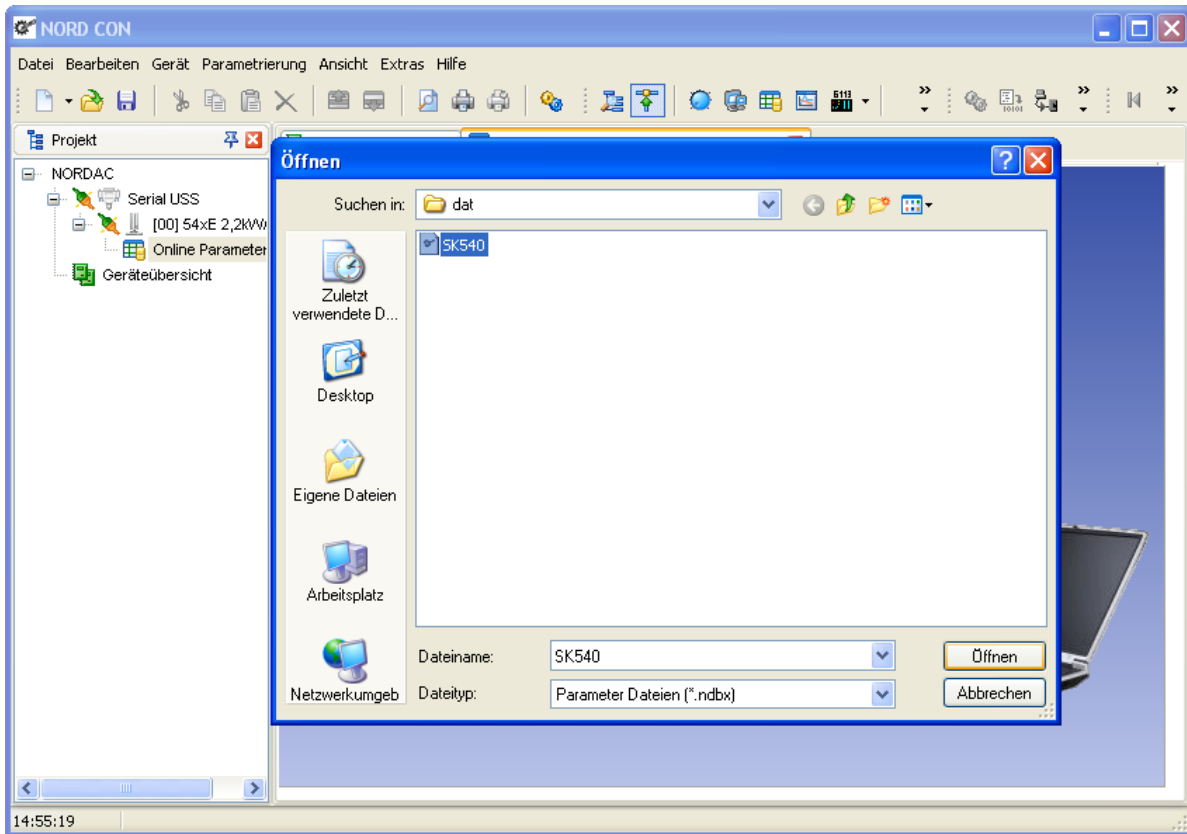 NORD CON
Datei Bearbeiten Gerät Parametrierung Ansicht Extras Hilfe
Projekt
NORDAC
Serial USS
[00] 54xE 2,2kW/
Online Parameter
Geräteübersicht
Öffnen
Suchen in:
dat
SK540
Zuletzt
verwendete D...
Desktop
Eigene Dateien
Arbeitsplatz
Netzwerkumgeb
Dateiname:
SK540
Öffnen
Dateityp:
Parameter Dateien (*.ndbx)
Abbrechen
14:55:19